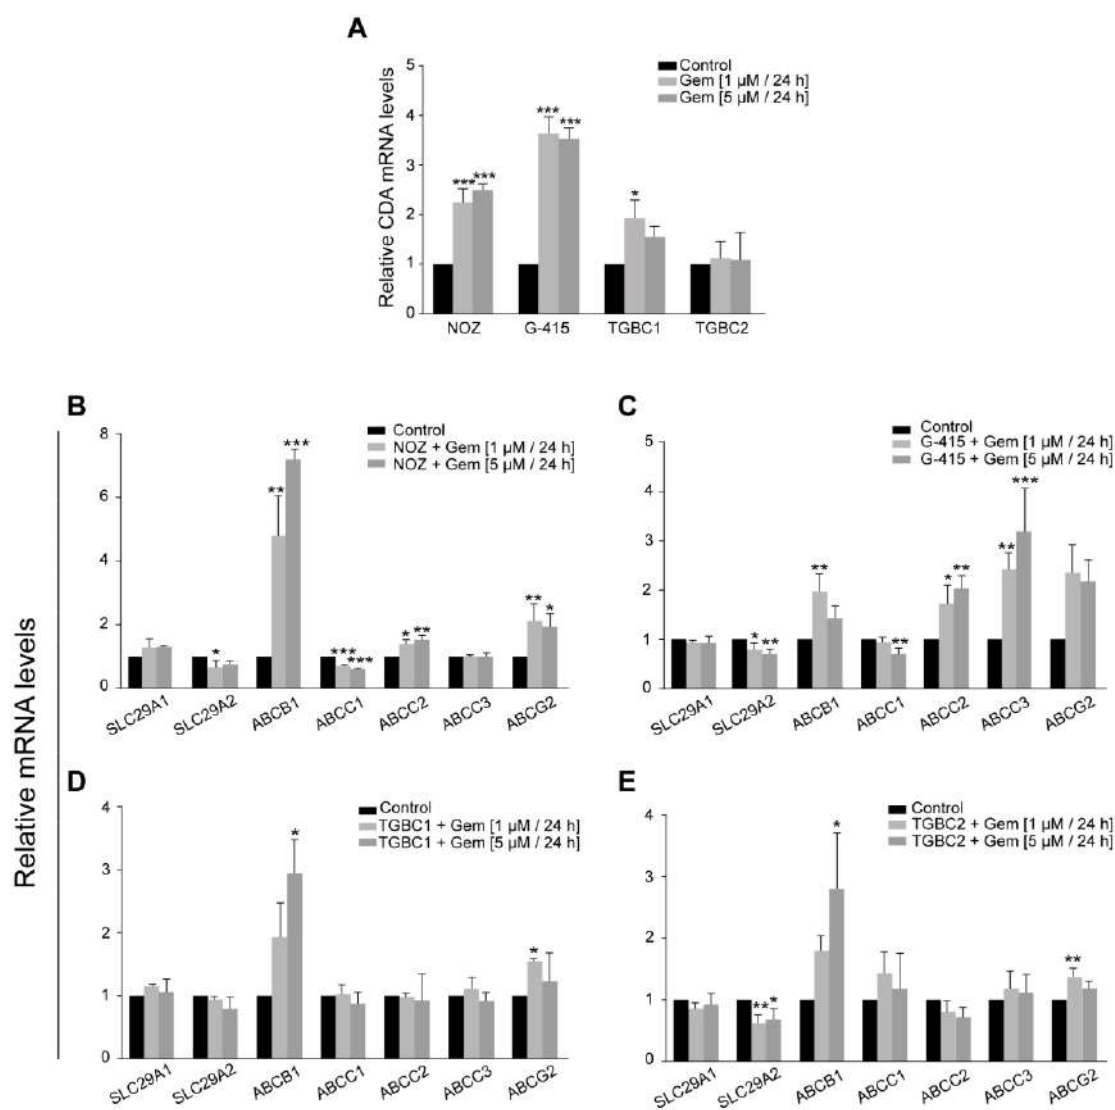 A
Relative CDA mRNA levels
5
4
3
2
1
0
Control
Gem [1 µM / 24 h]
Gem [5 µM / 24 h]
*** ***
*** ***
*
NOZ G-415 TGBC1 TGBC2
Relative mRNA levels
B
8
6
4
2
0
Control
NOZ + Gem [1 µM / 24 h]
NOZ + Gem [5 µM / 24 h]
*
** ***
*** ***
* **
** *
SLC29A1 SLC29A2 ABCB1 ABCC1 ABCC2 ABCC3 ABCG2
C
5
4
3
2
1
0
Control
G-415 + Gem [1 µM / 24 h]
G-415 + Gem [5 µM / 24 h]
* **
**
**
* **
** ***
SLC29A1 SLC29A2 ABCB1 ABCC1 ABCC2 ABCC3 ABCG2
D
4
3
2
1
0
Control
TGBC1 + Gem [1 µM / 24 h]
TGBC1 + Gem [5 µM / 24 h]
*
*
SLC29A1 SLC29A2 ABCB1 ABCC1 ABCC2 ABCC3 ABCG2
E
4
3
2
1
0
Control
TGBC2 + Gem [1 µM / 24 h]
TGBC2 + Gem [5 µM / 24 h]
** *
*
**
SLC29A1 SLC29A2 ABCB1 ABCC1 ABCC2 ABCC3 ABCG2